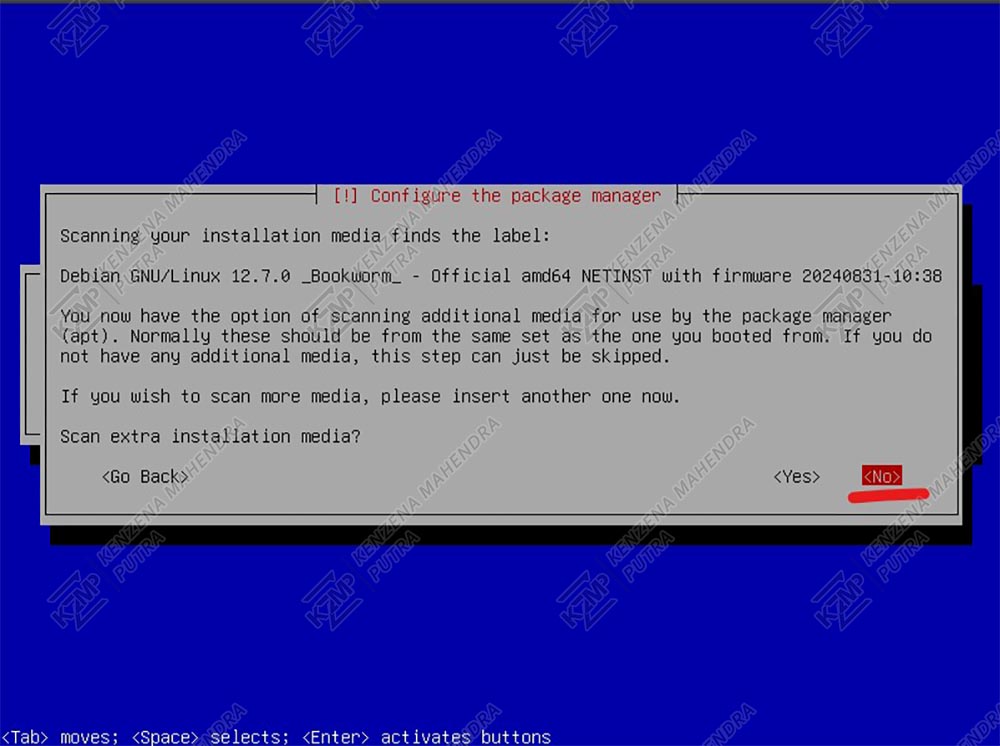 [!] Configure the package manager
Scanning your installation media finds the label:
Debian GNU/Linux 12.7.0 _Bookworm_ - Official amd64 NETINST with firmware 20240831-10:38
You now have the option of scanning additional media for use by the package manager
(apt). Normally these should be from the same set as the one you booted from. If you do
not have any additional media, this step can just be skipped.
If you wish to scan more media, please insert another one now.
Scan extra installation media?
<Go Back> <Yes> <No>
<Tab> moves; <Space> selects; <Enter> activates buttons
KZMP
KENZENA MAHENDRA
PUTRA